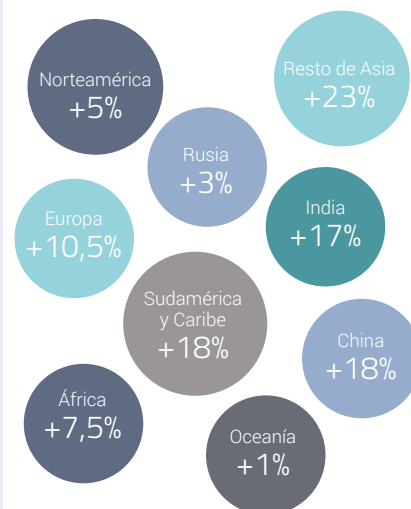 Norteamérica
+5%
Resto de Asia
+23%
Rusia
+3%
Europa
+10,5%
India
+17%
Sudamérica
y Caribe
+18%
China
+18%
África
+7,5%
Oceanía
+1%